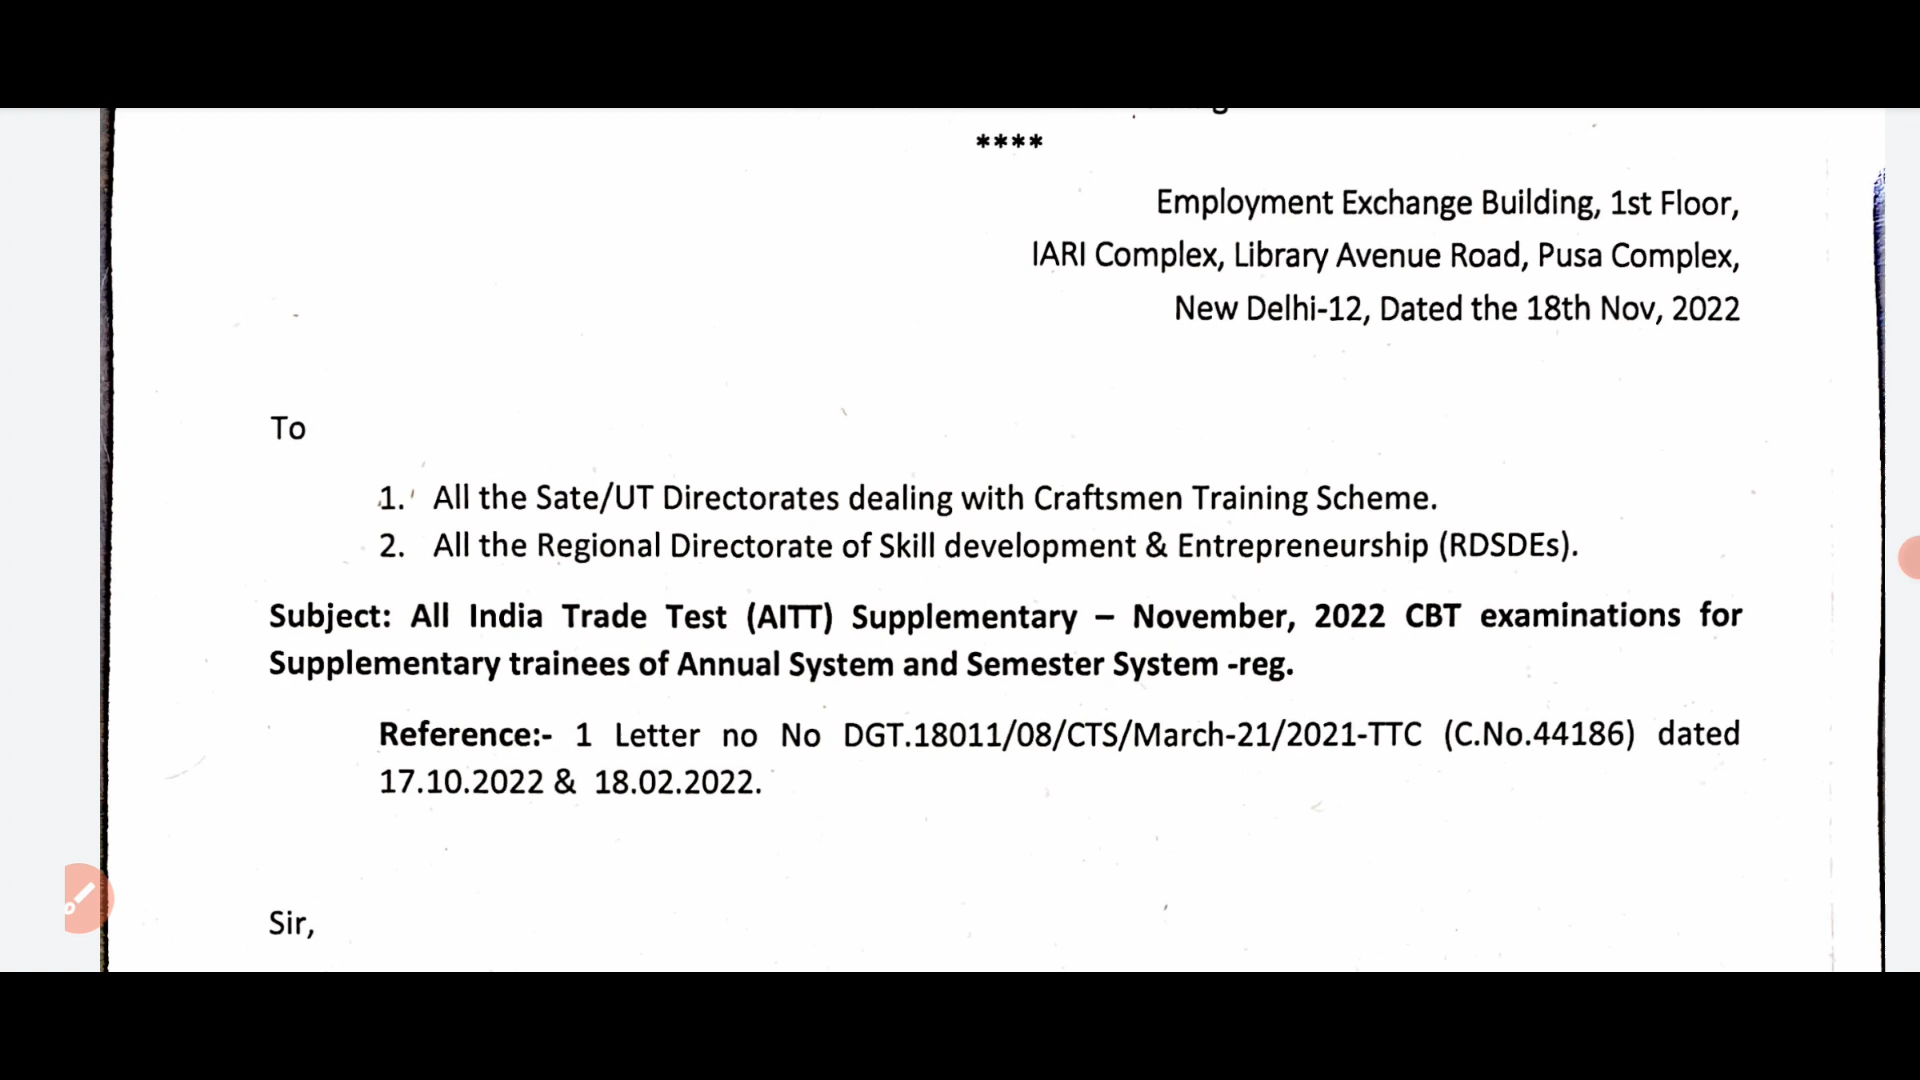 ****
Employment Exchange Building, 1st Floor,
IARI Complex, Library Avenue Road, Pusa Complex,
New Delhi-12, Dated the 18th Nov, 2022
To
1. All the Sate/UT Directorates dealing with Craftsmen Training Scheme.
2. All the Regional Directorate of Skill development & Entrepreneurship (RDSDEs).
Subject: All India Trade Test (AITT) Supplementary – November, 2022 CBT examinations for
Supplementary trainees of Annual System and Semester System -reg.
Reference:- 1 Letter no No DGT.18011/08/CTS/March-21/2021-TTC (C.No.44186) dated
17.10.2022 & 18.02.2022.
Sir,